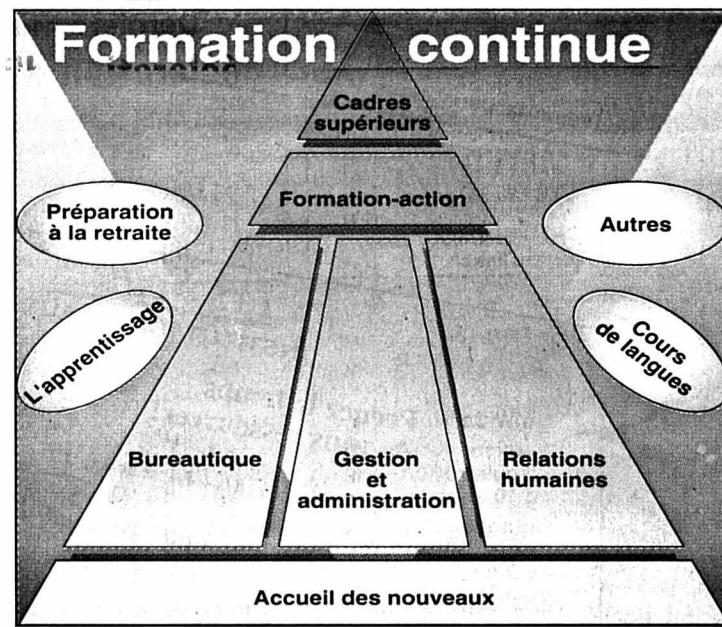 Formation continue
Cadres
supérieurs
Formation-action
Préparation
à la retraite
Autres
L'apprentissage
Cours
de langues
Bureautique
Gestion
et
administration
Relations
humaines
Accueil des nouveaux